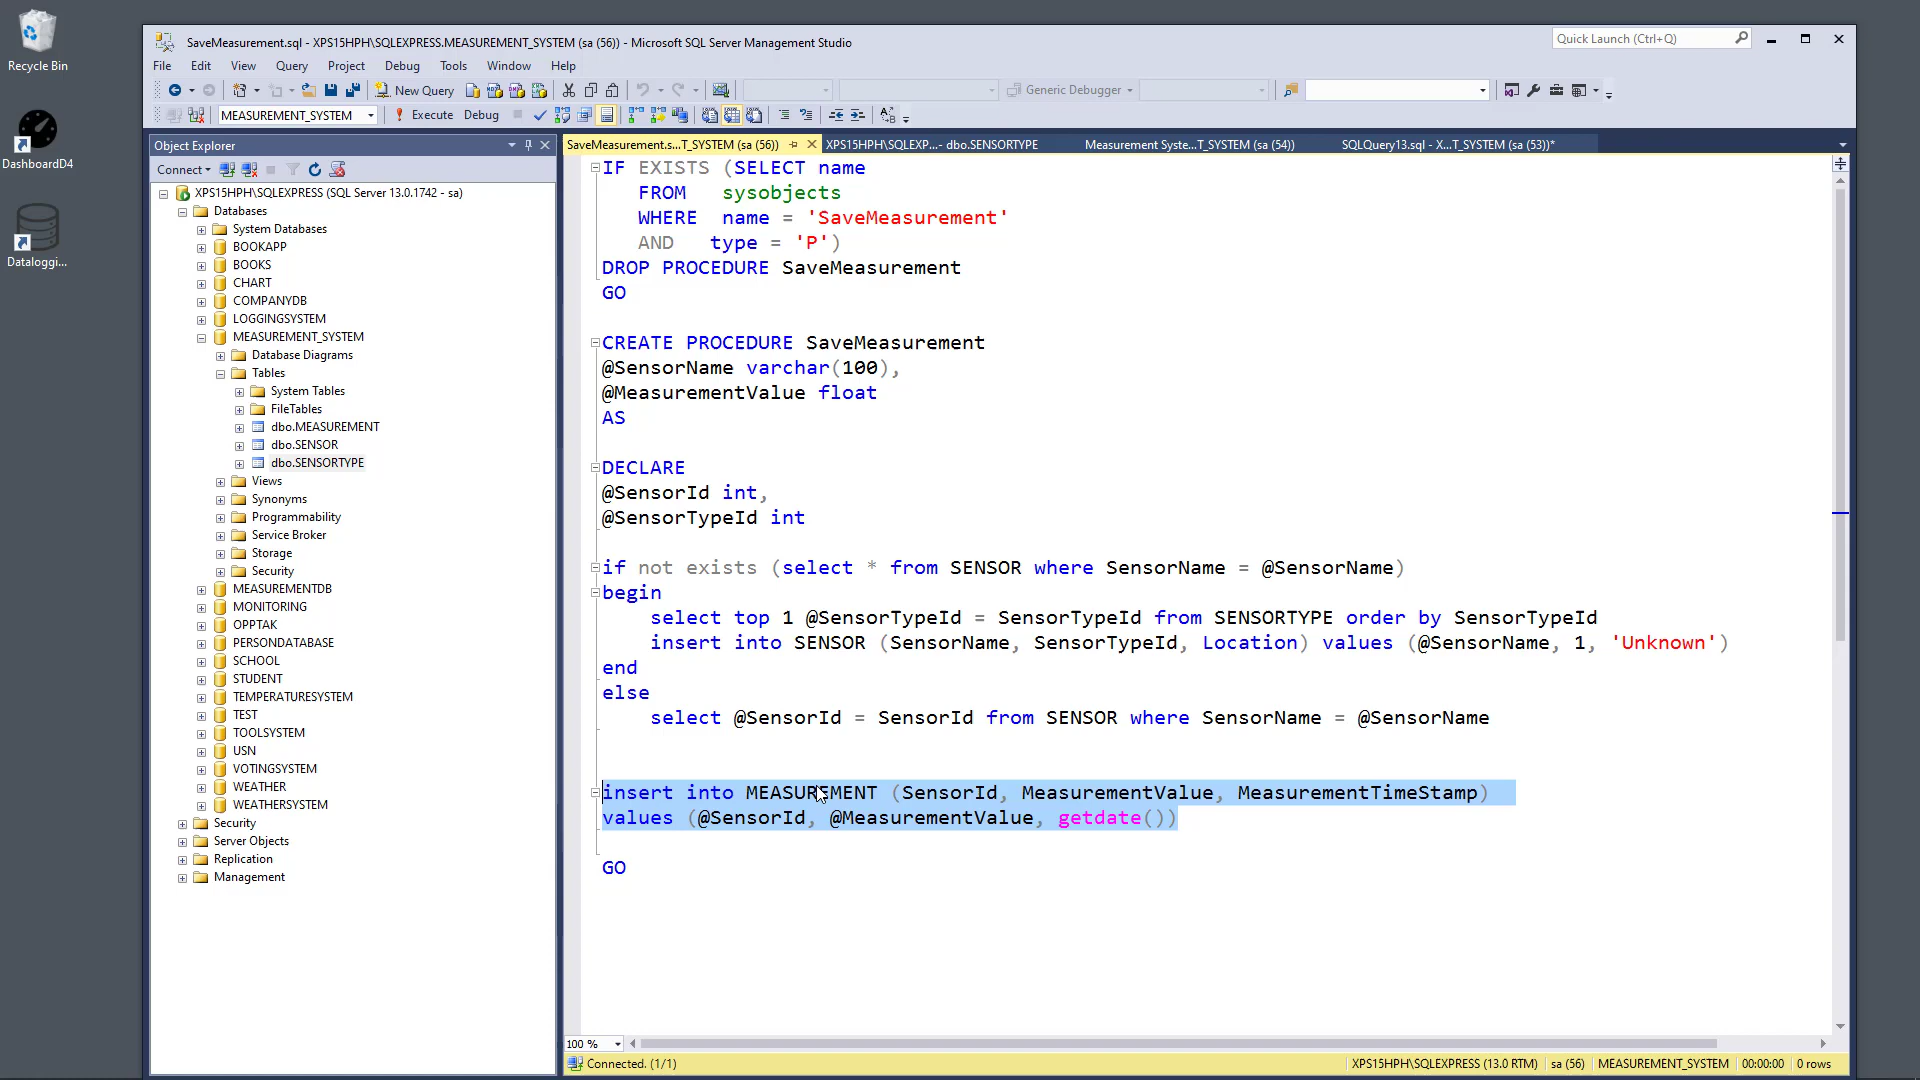 Recycle Bin
DashboardD4
Dataloggi...
SaveMeasurement.sql - XPS15HPH\SQLEXPRESS.MEASUREMENT_SYSTEM (sa (56)) - Microsoft SQL Server Management Studio
Quick Launch (Ctrl+Q)
File Edit View Query Project Debug Tools Window Help
New Query
Generic Debugger
MEASUREMENT_SYSTEM
Execute Debug
Object Explorer
Connect
XPS15HPH\SQLEXPRESS (SQL Server 13.0.1742 - sa)
Databases
System Databases
BOOKAPP
BOOKS
CHART
COMPANYDB
LOGGINGSYSTEM
MEASUREMENT_SYSTEM
Database Diagrams
Tables
System Tables
FileTables
dbo.MEASUREMENT
dbo.SENSOR
dbo.SENSORTYPE
Views
Synonyms
Programmability
Service Broker
Storage
Security
MEASUREMENTDB
MONITORING
OPPTAK
PERSONDATABASE
SCHOOL
STUDENT
TEMPERATURESYSTEM
TEST
TOOLSYSTEM
USN
VOTINGSYSTEM
WEATHER
WEATHERSYSTEM
Security
Server Objects
Replication
Management
SaveMeasurement.s...T_SYSTEM (sa (56)) XPS15HPH\SQLEXP...- dbo.SENSORTYPE Measurement Syste...T_SYSTEM (sa (54)) SQLQuery13.sql - X...T_SYSTEM (sa (53))*
IF EXISTS (SELECT name
FROM sysobjects
WHERE name = 'SaveMeasurement'
AND type = 'P')
DROP PROCEDURE SaveMeasurement
GO
CREATE PROCEDURE SaveMeasurement
@SensorName varchar(100),
@MeasurementValue float
AS
DECLARE
@SensorId int,
@SensorTypeId int
if not exists (select * from SENSOR where SensorName = @SensorName)
begin
select top 1 @SensorTypeId = SensorTypeId from SENSORTYPE order by SensorTypeId
insert into SENSOR (SensorName, SensorTypeId, Location) values (@SensorName, 1, 'Unknown')
end
else
select @SensorId = SensorId from SENSOR where SensorName = @SensorName
insert into MEASUREMENT (SensorId, MeasurementValue, MeasurementTimeStamp)
values (@SensorId, @MeasurementValue, getdate())
GO
100 %
Connected. (1/1)
XPS15HPH\SQLEXPRESS (13.0 RTM) sa (56) MEASUREMENT_SYSTEM 00:00:00 0 rows